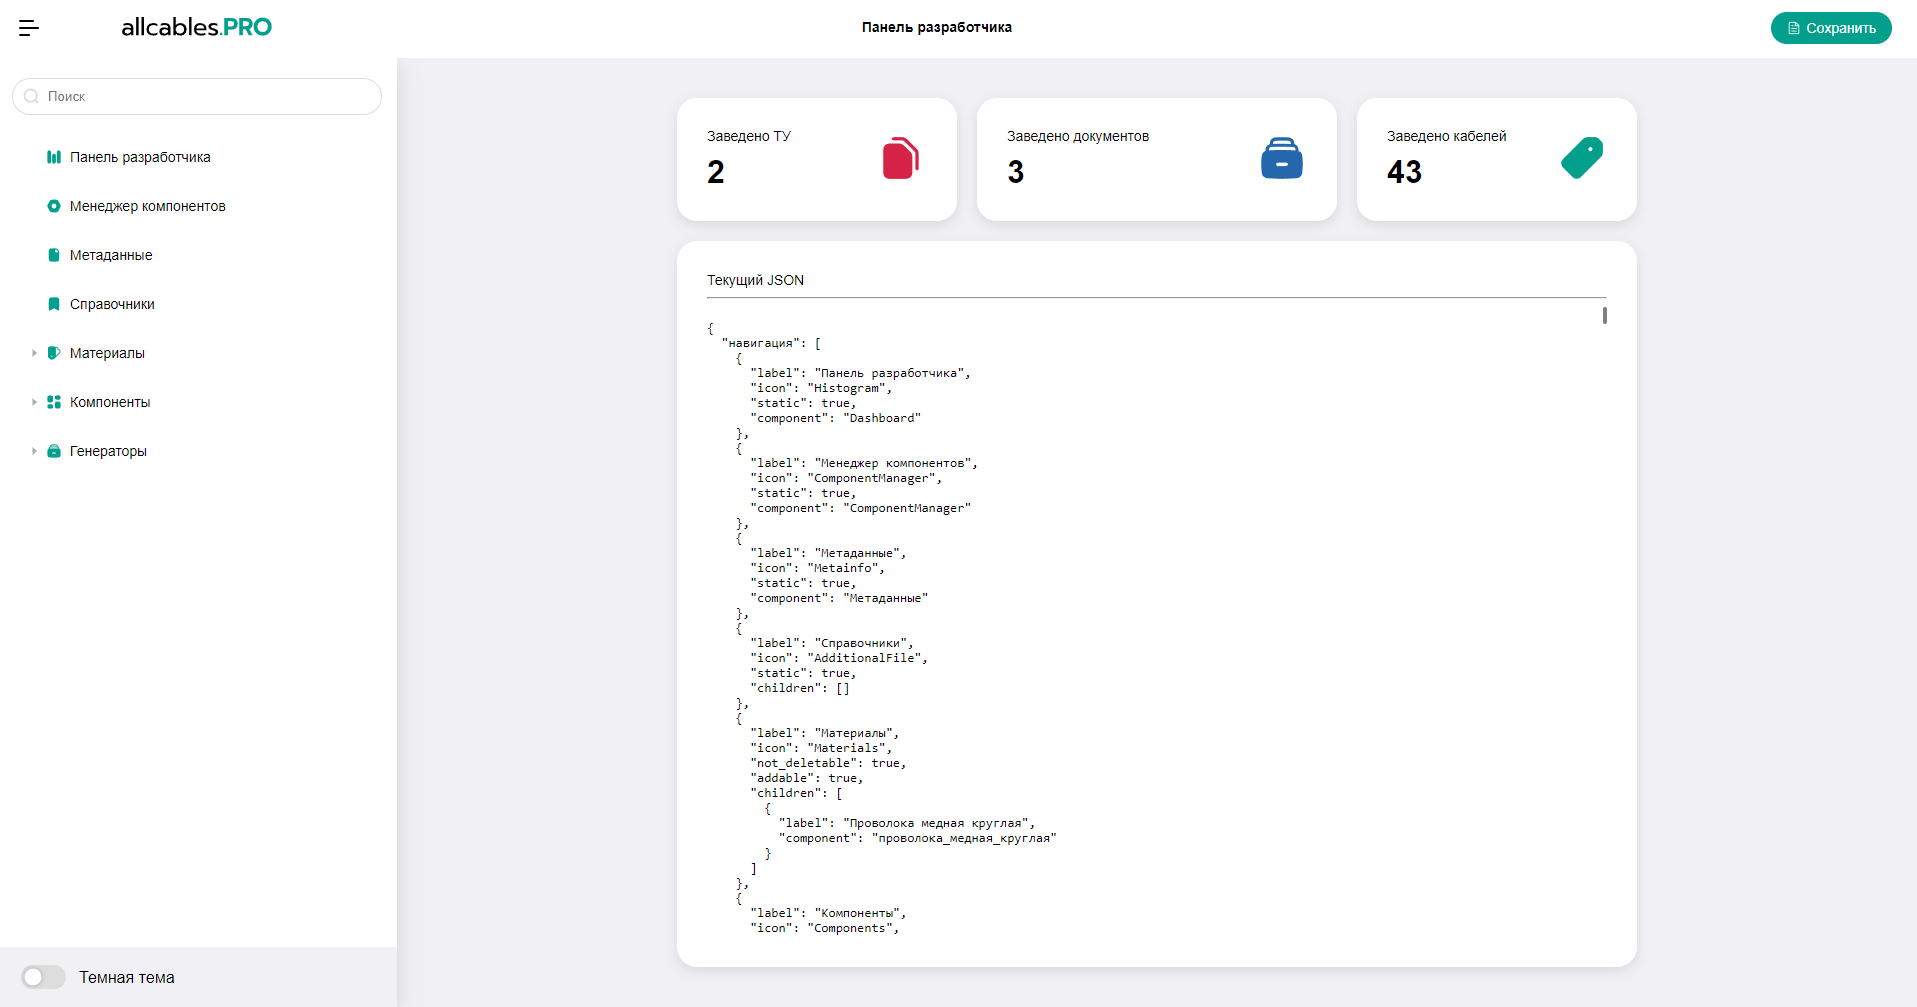 allcables.PRO
Панель разработчика
Сохранить
Поиск
Панель разработчика
Менеджер компонентов
Метаданные
Справочники
Материалы
Компоненты
Генераторы
Темная тема
Заведено ТУ
2
Заведено документов
3
Заведено кабелей
43
Текущий JSON
{
  "навигация": [
    {
      "label": "Панель разработчика",
      "icon": "Histogram",
      "static": true,
      "component": "Dashboard"
    },
    {
      "label": "Менеджер компонентов",
      "icon": "ComponentManager",
      "static": true,
      "component": "ComponentManager"
    },
    {
      "label": "Метаданные",
      "icon": "Metainfo",
      "static": true,
      "component": "Метаданные"
    },
    {
      "label": "Справочники",
      "icon": "AdditionalFile",
      "static": true,
      "children": []
    },
    {
      "label": "Материалы",
      "icon": "Materials",
      "not_deletable": true,
      "addable": true,
      "children": [
        {
          "label": "Проволока медная круглая",
          "component": "проволока_медная_круглая"
        }
      ]
    },
    {
      "label": "Компоненты",
      "icon": "Components",